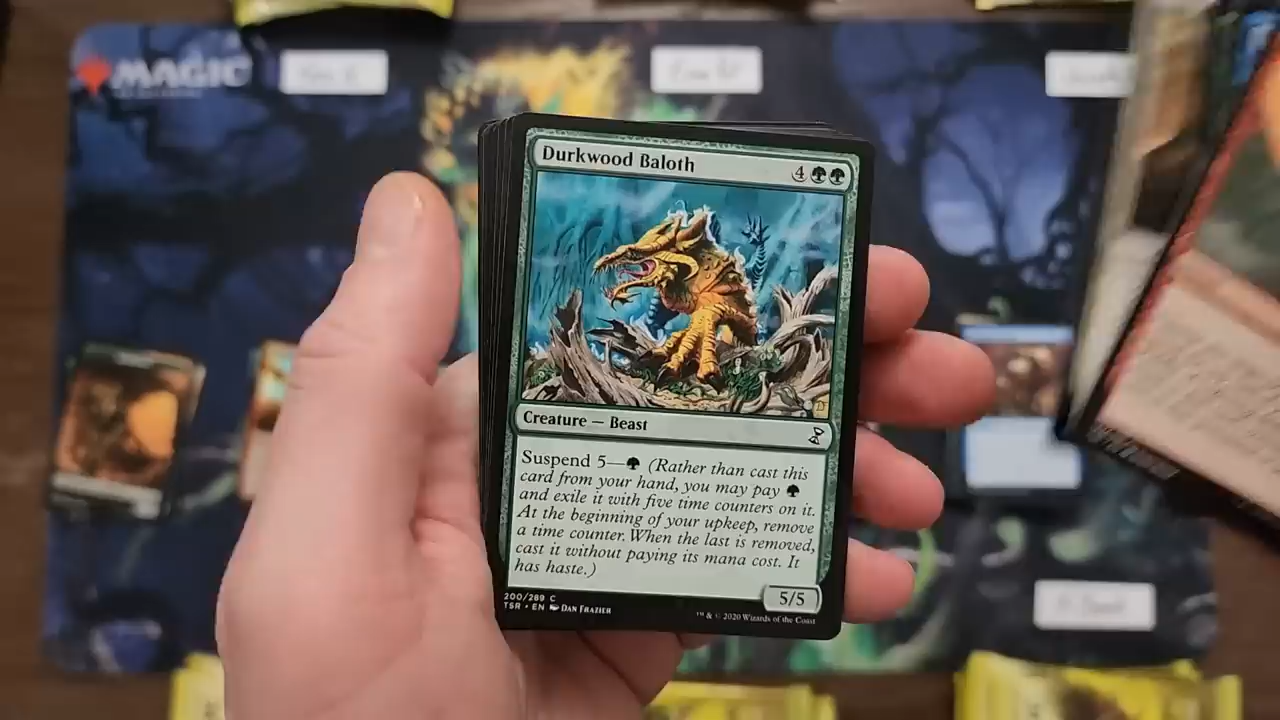 MAGIC
Durkwood Baloth
4
Creature — Beast
Suspend 5— (Rather than cast this
card from your hand, you may pay
and exile it with five time counters on it.
At the beginning of your upkeep, remove
a time counter. When the last is removed,
cast it without paying its mana cost. It
has haste.)
5/5
200/289 C
TSR • EN DAN FRAZIER
™ & © 2020 Wizards of the Coast